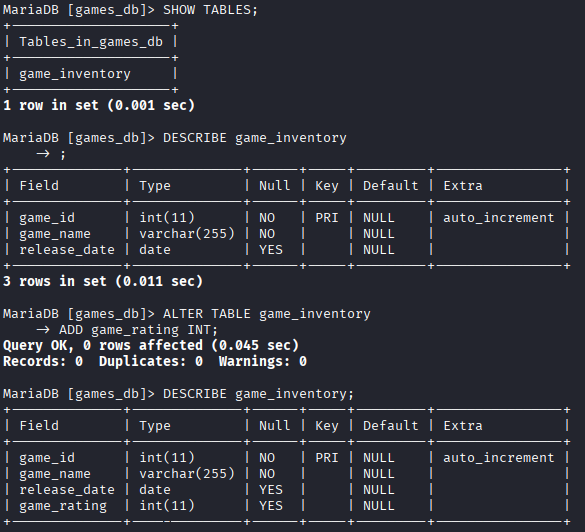 MariaDB [games_db]> SHOW TABLES;
+--------------------+
| Tables_in_games_db |
+--------------------+
| game_inventory     |
+--------------------+
1 row in set (0.001 sec)

MariaDB [games_db]> DESCRIBE game_inventory
    → ;
+--------------+--------------+------+-----+---------+----------------+
| Field        | Type         | Null | Key | Default | Extra          |
+--------------+--------------+------+-----+---------+----------------+
| game_id      | int(11)      | NO   | PRI | NULL    | auto_increment |
| game_name    | varchar(255) | NO   |     | NULL    |                |
| release_date | date         | YES  |     | NULL    |                |
+--------------+--------------+------+-----+---------+----------------+
3 rows in set (0.011 sec)

MariaDB [games_db]> ALTER TABLE game_inventory
    → ADD game_rating INT;
Query OK, 0 rows affected (0.045 sec)
Records: 0  Duplicates: 0  Warnings: 0

MariaDB [games_db]> DESCRIBE game_inventory;
+--------------+--------------+------+-----+---------+----------------+
| Field        | Type         | Null | Key | Default | Extra          |
+--------------+--------------+------+-----+---------+----------------+
| game_id      | int(11)      | NO   | PRI | NULL    | auto_increment |
| game_name    | varchar(255) | NO   |     | NULL    |                |
| release_date | date         | YES  |     | NULL    |                |
| game_rating  | int(11)      | YES  |     | NULL    |                |
+--------------+--------------+------+-----+---------+----------------+